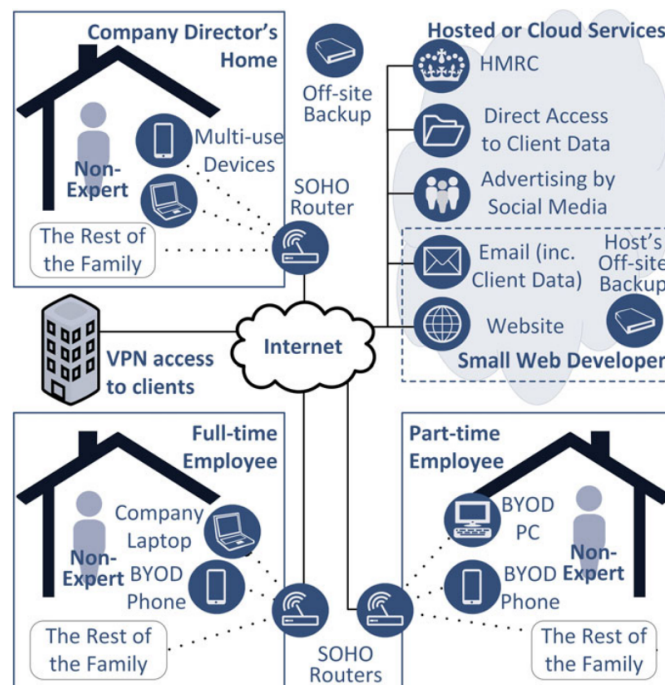 Company Director's
Home
Non-
Expert
Multi-use
Devices
The Rest of
the Family
SOHO
Router
Off-site
Backup
Hosted or Cloud Services
HMRC
Direct Access
to Client Data
Advertising by
Social Media
Email (inc.
Client Data)
Host's
Off-site
Backup
Website
Small Web Developer
VPN access
to clients
Internet
Full-time
Employee
Non-
Expert
Company
Laptop
BYOD
Phone
The Rest of
the Family
SOHO
Routers
Part-time
Employee
BYOD
PC
Non-
Expert
BYOD
Phone
The Rest of
the Family